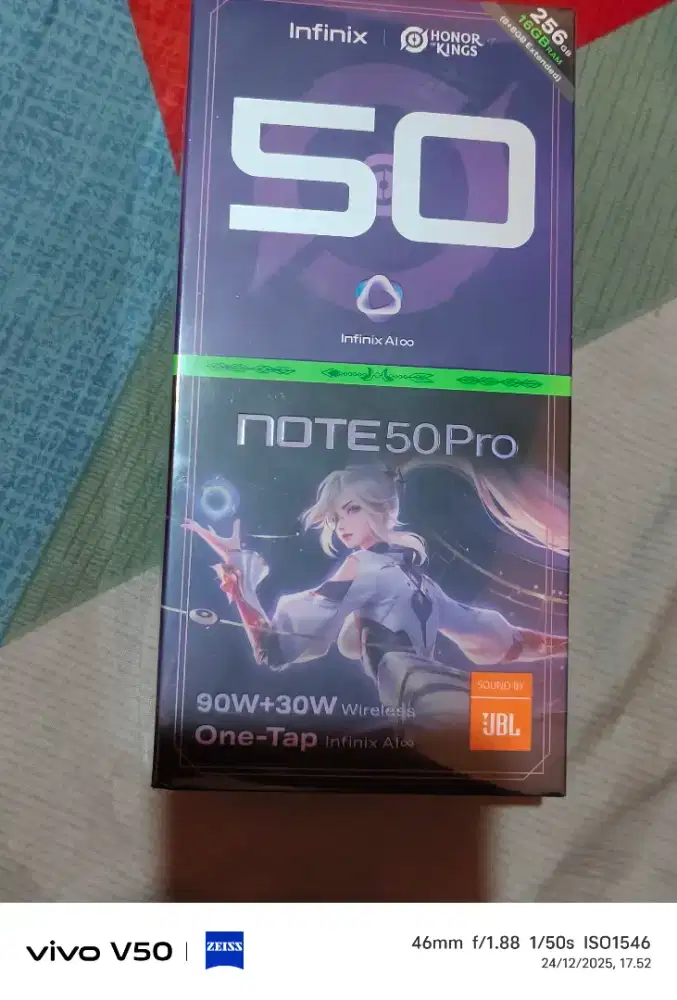 Infinix | HONOR OF KINGS
256GB
16GB RAM
(8+8GB Extended)
50
Infinix AI∞
NOTE 50 Pro
90W+30W Wireless
One-Tap Infinix AI∞
SOUND BY
JBL
vivo V50 | ZEISS
46mm f/1.88 1/50s ISO1546
24/12/2025, 17.52